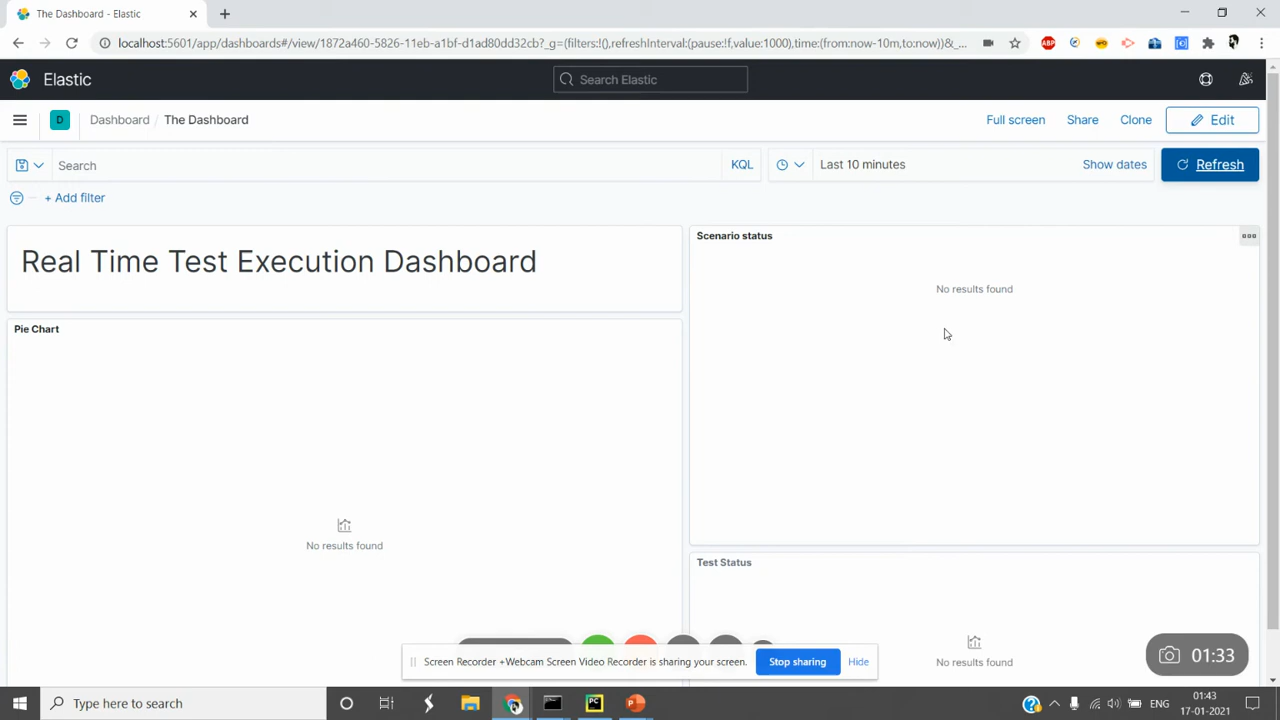 The Dashboard - Elastic
localhost:5601/app/dashboards#/view/1872a460-5826-11eb-a1bf-d1ad80dd32cb?_g=(filters:!(),refreshInterval:(pause:!f,value:1000),time:(from:now-10m,to:now))&_...
ABP
Elastic
Search Elastic
D
Dashboard / The Dashboard
Full screen
Share
Clone
Edit
Search
KQL
Last 10 minutes
Show dates
Refresh
+ Add filter
Real Time Test Execution Dashboard
Scenario status
No results found
Pie Chart
No results found
Test Status
No results found
Screen Recorder +Webcam Screen Video Recorder is sharing your screen.
Stop sharing
Hide
01:33
Type here to search
ENG
01:43
17-01-2021